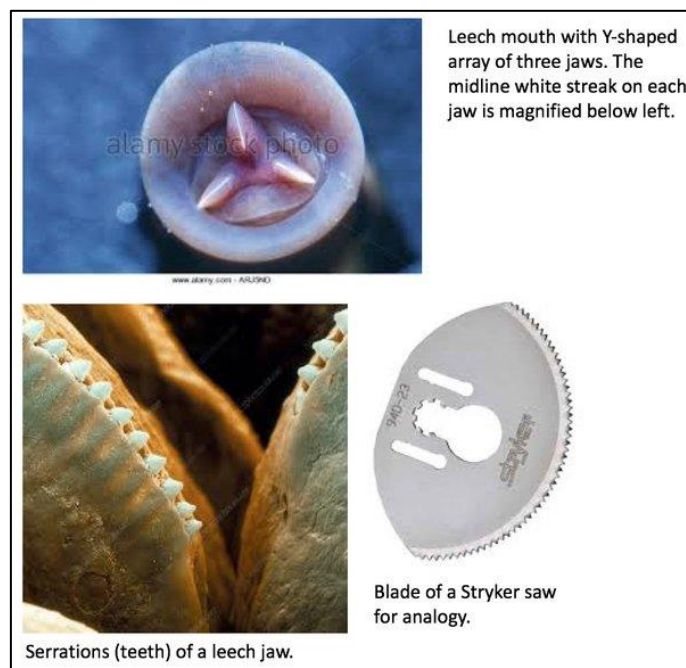 Leech mouth with Y-shaped
array of three jaws. The
midline white streak on each
jaw is magnified below left.
alamy stock photo
www.alamy.com - ARJSND
940-23
stryker
Blade of a Stryker saw
for analogy.
Serrations (teeth) of a leech jaw.